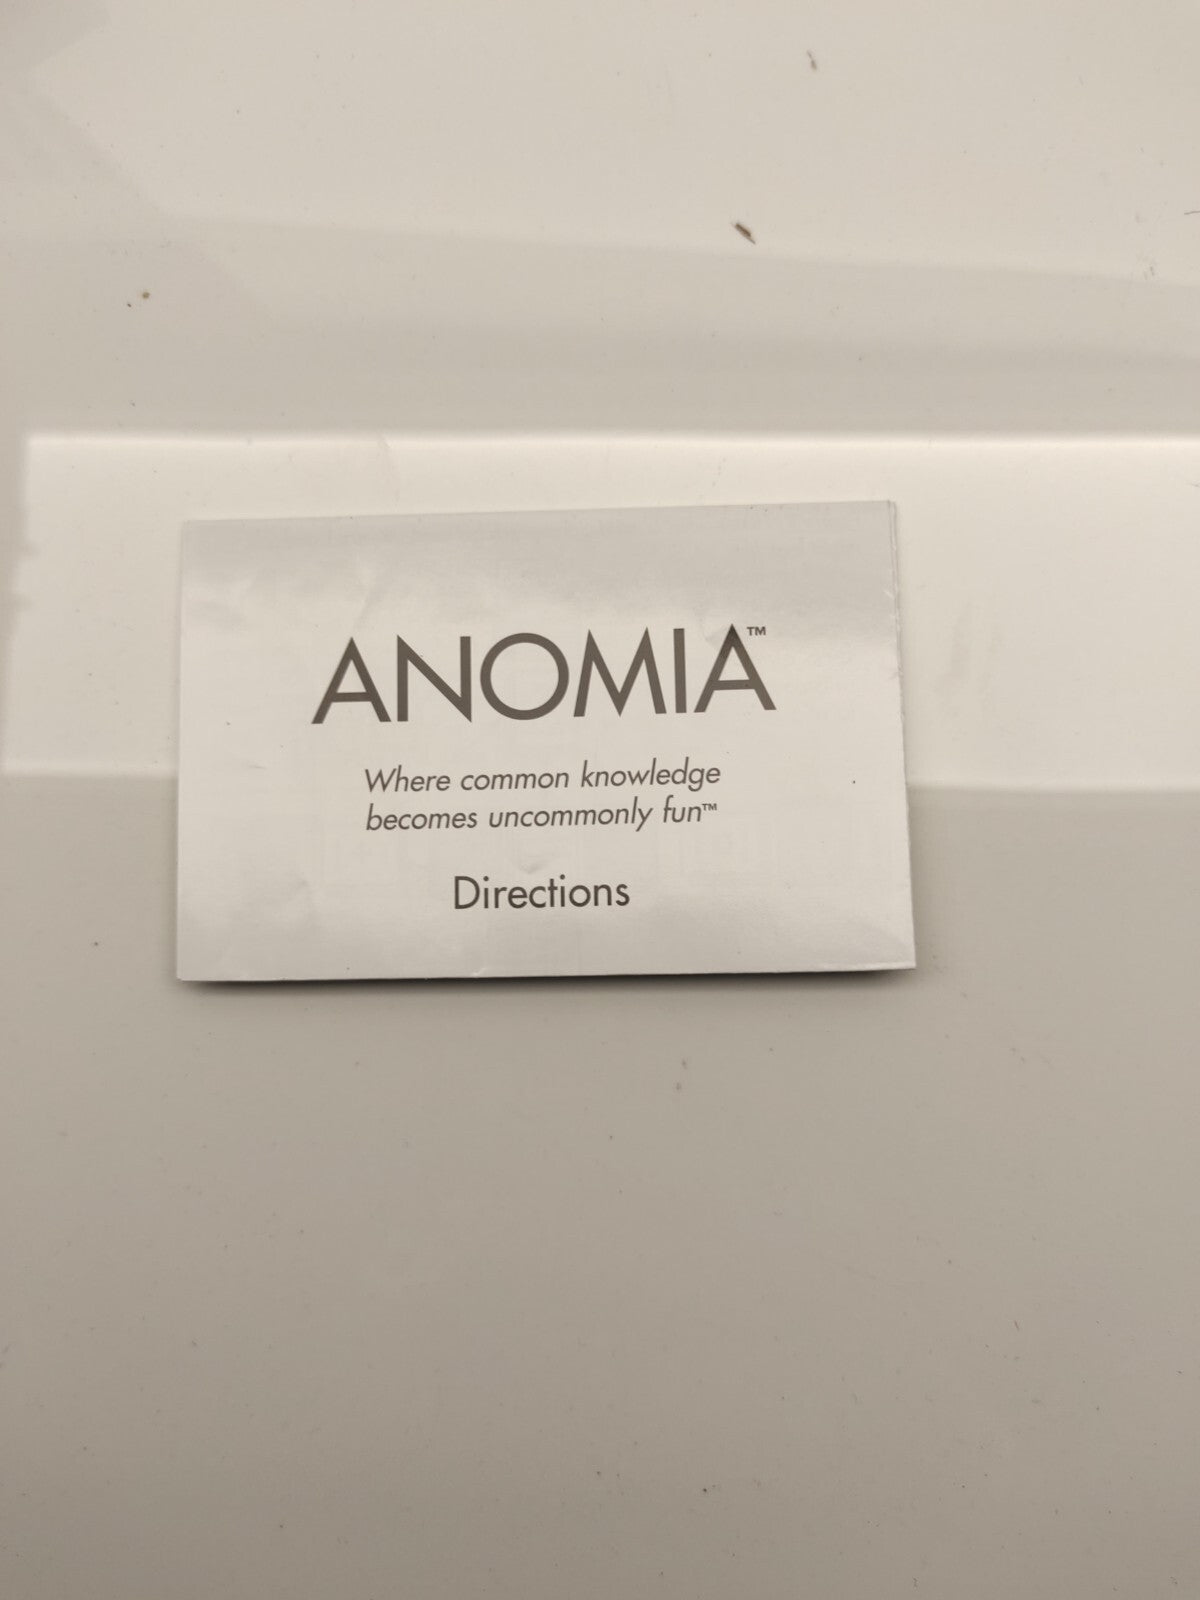 ANOMIA™
Where common knowledge
becomes uncommonly fun™
Directions